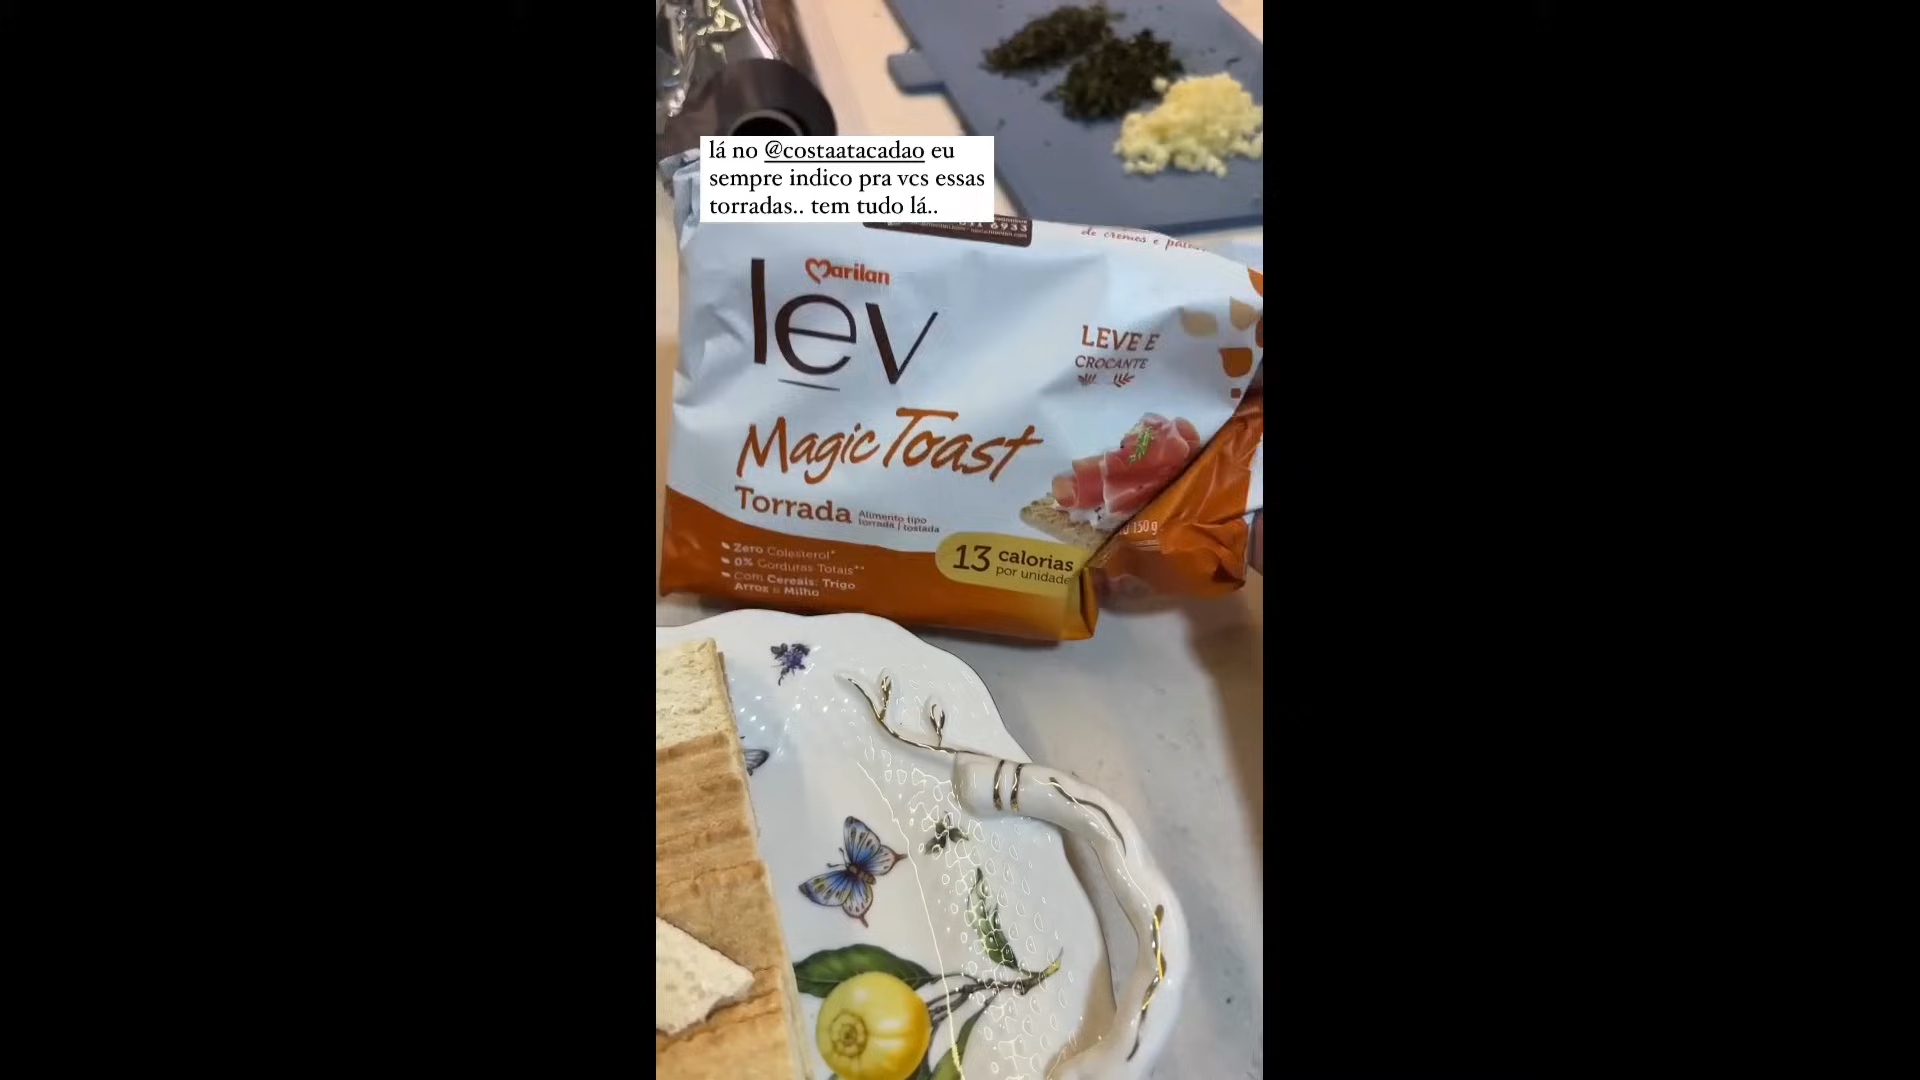 lá no @costaatacadao eu
sempre indico pra vcs essas
torradas.. tem tudo lá..
6933
de cremes e
Marilan
lev
LEVE E
CROCANTE
Magic Toast
Torrada
Alimento tipo
torrada / tostada
150 g
Zero Colesterol*
0% Gorduras Totais**
Com Cereais: Trigo
Arroz e Milho
13 calorias
por unidade